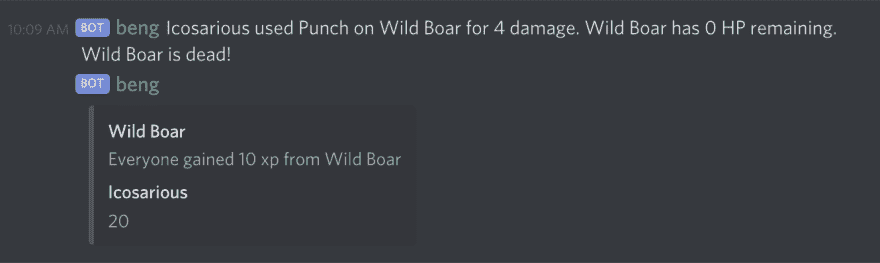 10:09 AM BOT beng Icosarious used Punch on Wild Boar for 4 damage. Wild Boar has 0 HP remaining.
Wild Boar is dead!
BOT beng
Wild Boar
Everyone gained 10 xp from Wild Boar
Icosarious
20